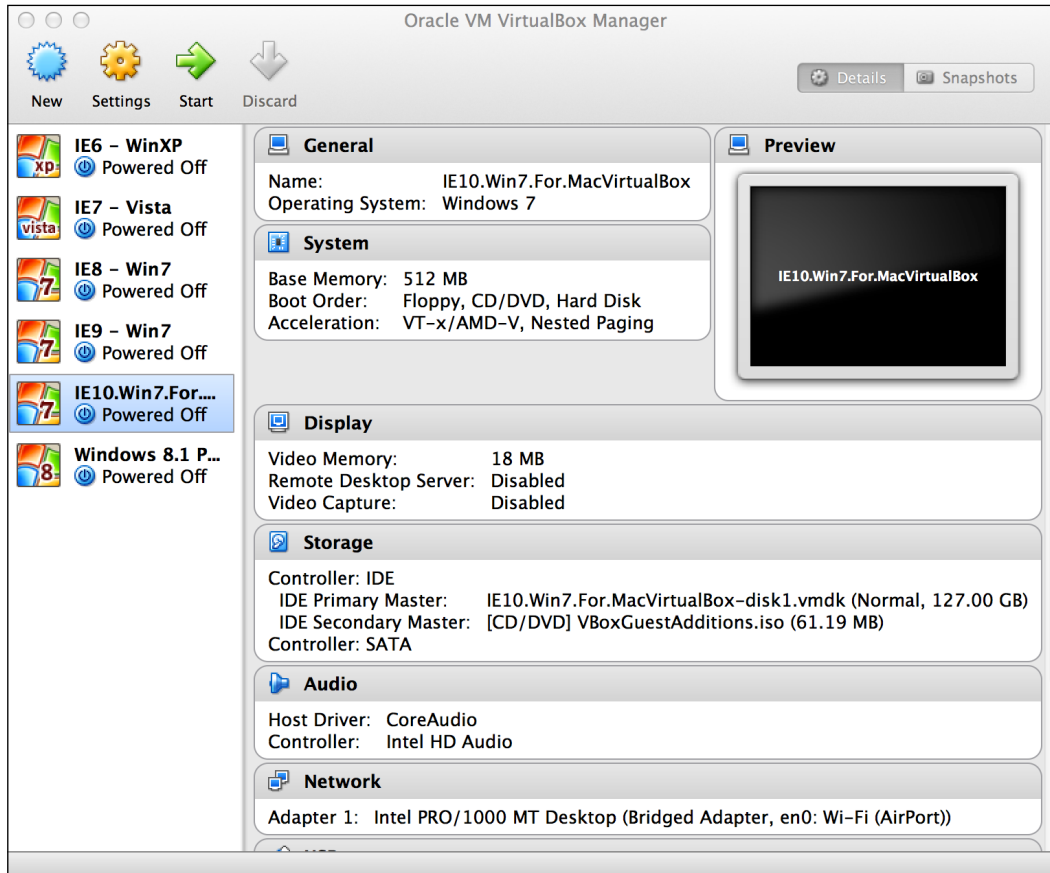 Oracle VM VirtualBox Manager
New
Settings
Start
Discard
Details
Snapshots
xp
IE6 – WinXP
Powered Off
vista
IE7 – Vista
Powered Off
7
IE8 – Win7
Powered Off
7
IE9 – Win7
Powered Off
7
IE10.Win7.For....
Powered Off
8
Windows 8.1 P...
Powered Off
General
Name: IE10.Win7.For.MacVirtualBox
Operating System: Windows 7
System
Base Memory: 512 MB
Boot Order: Floppy, CD/DVD, Hard Disk
Acceleration: VT-x/AMD-V, Nested Paging
Preview
IE10.Win7.For.MacVirtualBox
Display
Video Memory: 18 MB
Remote Desktop Server: Disabled
Video Capture: Disabled
Storage
Controller: IDE
IDE Primary Master: IE10.Win7.For.MacVirtualBox-disk1.vmdk (Normal, 127.00 GB)
IDE Secondary Master: [CD/DVD] VBoxGuestAdditions.iso (61.19 MB)
Controller: SATA
Audio
Host Driver: CoreAudio
Controller: Intel HD Audio
Network
Adapter 1: Intel PRO/1000 MT Desktop (Bridged Adapter, en0: Wi-Fi (AirPort))